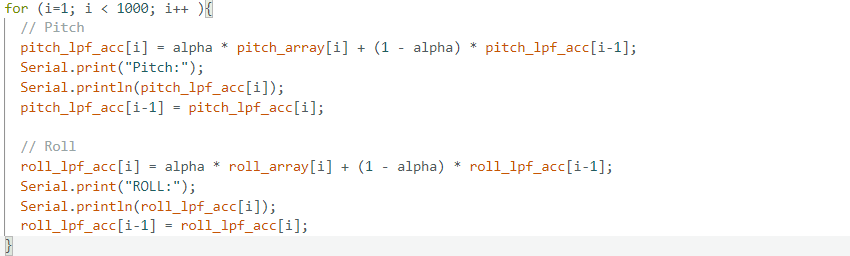 for (i=1; i < 1000; i++ ){
  // Pitch
  pitch_lpf_acc[i] = alpha * pitch_array[i] + (1 - alpha) * pitch_lpf_acc[i-1];
  Serial.print("Pitch:");
  Serial.println(pitch_lpf_acc[i]);
  pitch_lpf_acc[i-1] = pitch_lpf_acc[i];

  // Roll
  roll_lpf_acc[i] = alpha * roll_array[i] + (1 - alpha) * roll_lpf_acc[i-1];
  Serial.print("ROLL:");
  Serial.println(roll_lpf_acc[i]);
  roll_lpf_acc[i-1] = roll_lpf_acc[i];
}